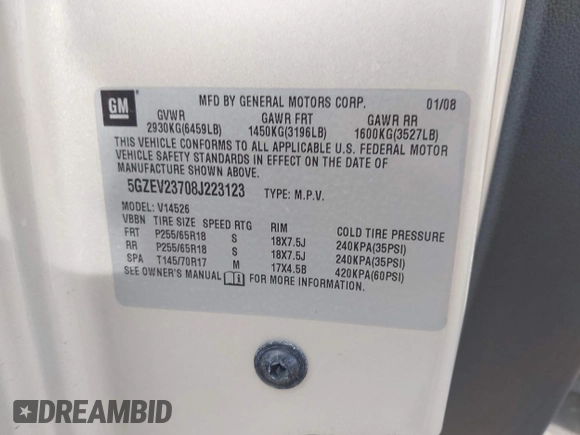 GM
MFD BY GENERAL MOTORS CORP. 01/08
GVWR GAWR FRT GAWR RR
2930KG(6459LB) 1450KG(3196LB) 1600KG(3527LB)
THIS VEHICLE CONFORMS TO ALL APPLICABLE U.S. FEDERAL MOTOR
VEHICLE SAFETY STANDARDS IN EFFECT ON THE DATE OF
MANUFACTURE SHOWN ABOVE.
5GZEV23708J223123 TYPE: M.P.V.
MODEL: V14526
VBBN TIRE SIZE SPEED RTG RIM COLD TIRE PRESSURE
FRT P255/65R18 S 18X7.5J 240KPA(35PSI)
RR P255/65R18 S 18X7.5J 240KPA(35PSI)
SPA T145/70R17 M 17X4.5B 420KPA(60PSI)
SEE OWNER'S MANUAL FOR MORE INFORMATION.
DREAMBID